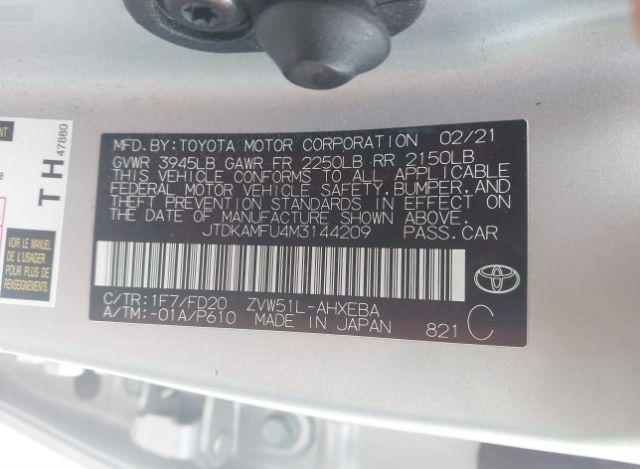 MFD.BY:TOYOTA MOTOR CORPORATION 02/21
GVWR 3945LB GAWR FR 2250LB RR 2150LB
THIS VEHICLE CONFORMS TO ALL APPLICABLE
FEDERAL MOTOR VEHICLE SAFETY,BUMPER,AND
THEFT PREVENTION STANDARDS IN EFFECT ON
THE DATE OF MANUFACTURE SHOWN ABOVE.
JTDKAMFU4M3144209 PASS.CAR
C/TR:1F7/FD20 ZVW51L-AHXEBA
A/TM:-01A/P610 MADE IN JAPAN 821 C
TH
47880
VOIR LE MANUEL
DU PASSAGER
POUR PLUS DE
RENSEIGNEMENTS